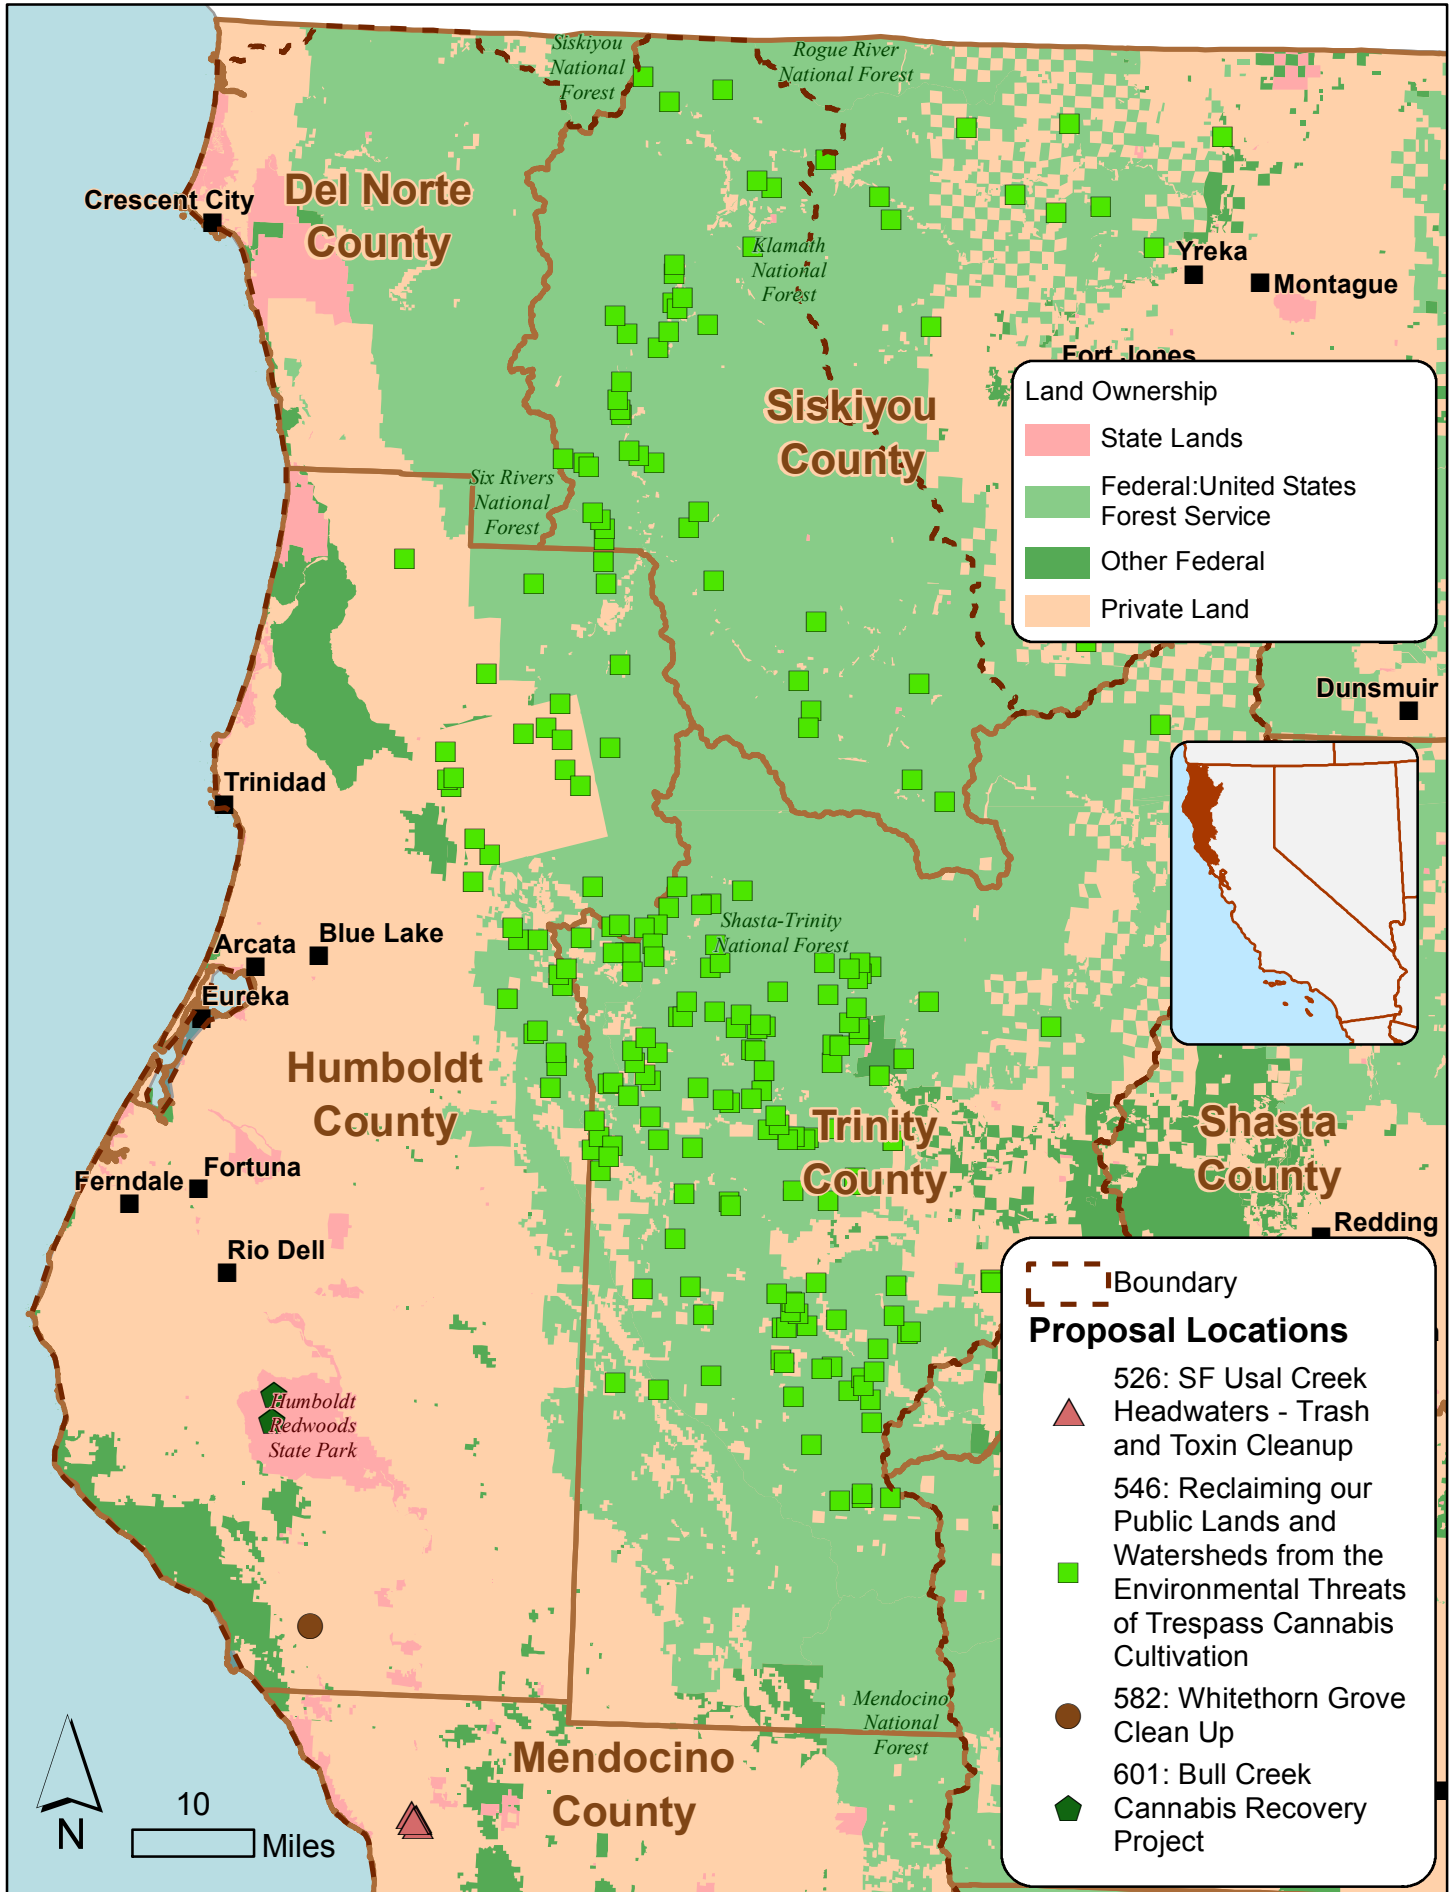 Siskiyou
National
Forest
Rogue River
National Forest
Crescent City
Del Norte
County
Klamath
National
Forest
Yreka
Montague
Fort Jones
Siskiyou
County
Land Ownership
State Lands
Federal:United States
Forest Service
Other Federal
Private Land
Six Rivers
National
Forest
Dunsmuir
Trinidad
Shasta-Trinity
National Forest
Blue Lake
Arcata
Eureka
Humboldt
County
Trinity
County
Shasta
County
Fortuna
Ferndale
Redding
Rio Dell
Humboldt
Redwoods
State Park
Boundary
Proposal Locations
526: SF Usal Creek
Headwaters - Trash
and Toxin Cleanup
546: Reclaiming our
Public Lands and
Watersheds from the
Environmental Threats
of Trespass Cannabis
Cultivation
582: Whitethorn Grove
Clean Up
601: Bull Creek
Cannabis Recovery
Project
Mendocino
National
Forest
Mendocino
County
N
10
Miles